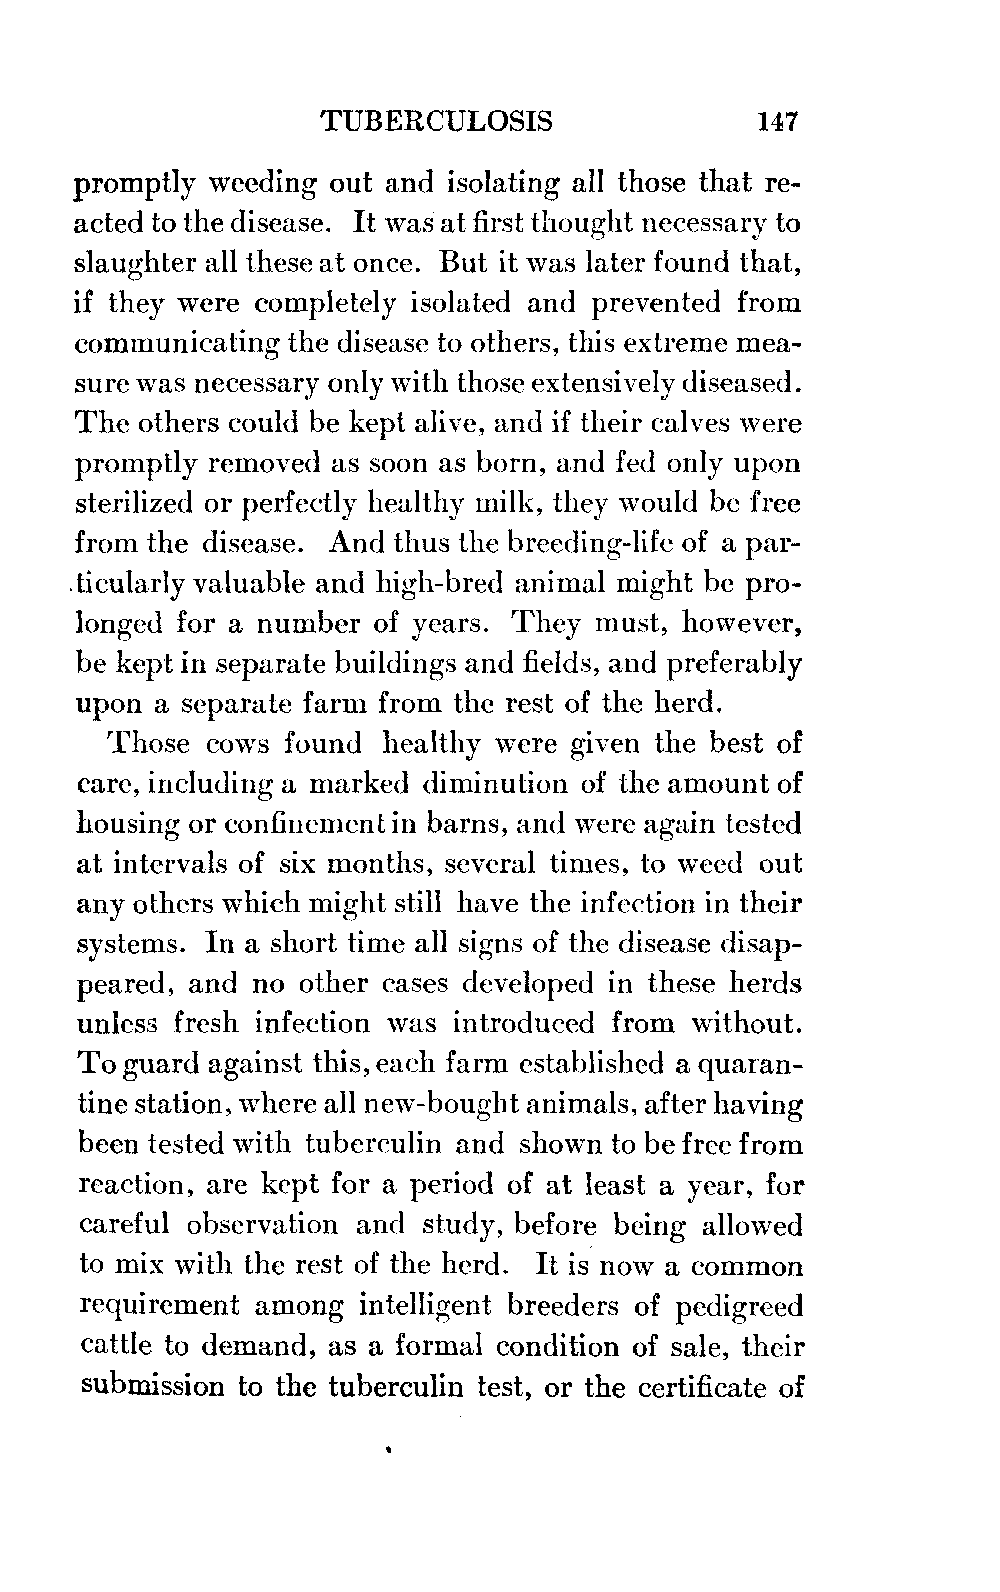 TUBERCULOSIS 147
promptly weeding out and isolating all those that re-
acted to the disease. It was at first thought necessary to
slaughter all these at once. But it was later found that,
if they were completely isolated and prevented from
communicating the disease to others, this extreme mea-
sure was necessary only with those extensively diseased.
The others could be kept alive, and if their calves were
promptly removed as soon as born, and fed only upon
sterilized or perfectly healthy milk, they would be free
from the disease. And thus the breeding-life of a par-
ticularly valuable and high-bred animal might be pro-
longed for a number of years. They must, however,
be kept in separate buildings and fields, and preferably
upon a separate farm from the rest of the herd.
Those cows found healthy were given the best of
care, including a marked diminution of the amount of
housing or confinement in barns, and were again tested
at intervals of six months, several times, to weed out
any others which might still have the infection in their
systems. In a short time all signs of the disease disap-
peared, and no other cases developed in these herds
unless fresh infection was introduced from without.
To guard against this, each farm established a quaran-
tine station, where all new-bought animals, after having
been tested with tuberculin and shown to be free from
reaction, are kept for a period of at least a year, for
careful observation and study, before being allowed
to mix with the rest of the herd. It is now a common
requirement among intelligent breeders of pedigreed
cattle to demand, as a formal condition of sale, their
submission to the tuberculin test, or the certificate of